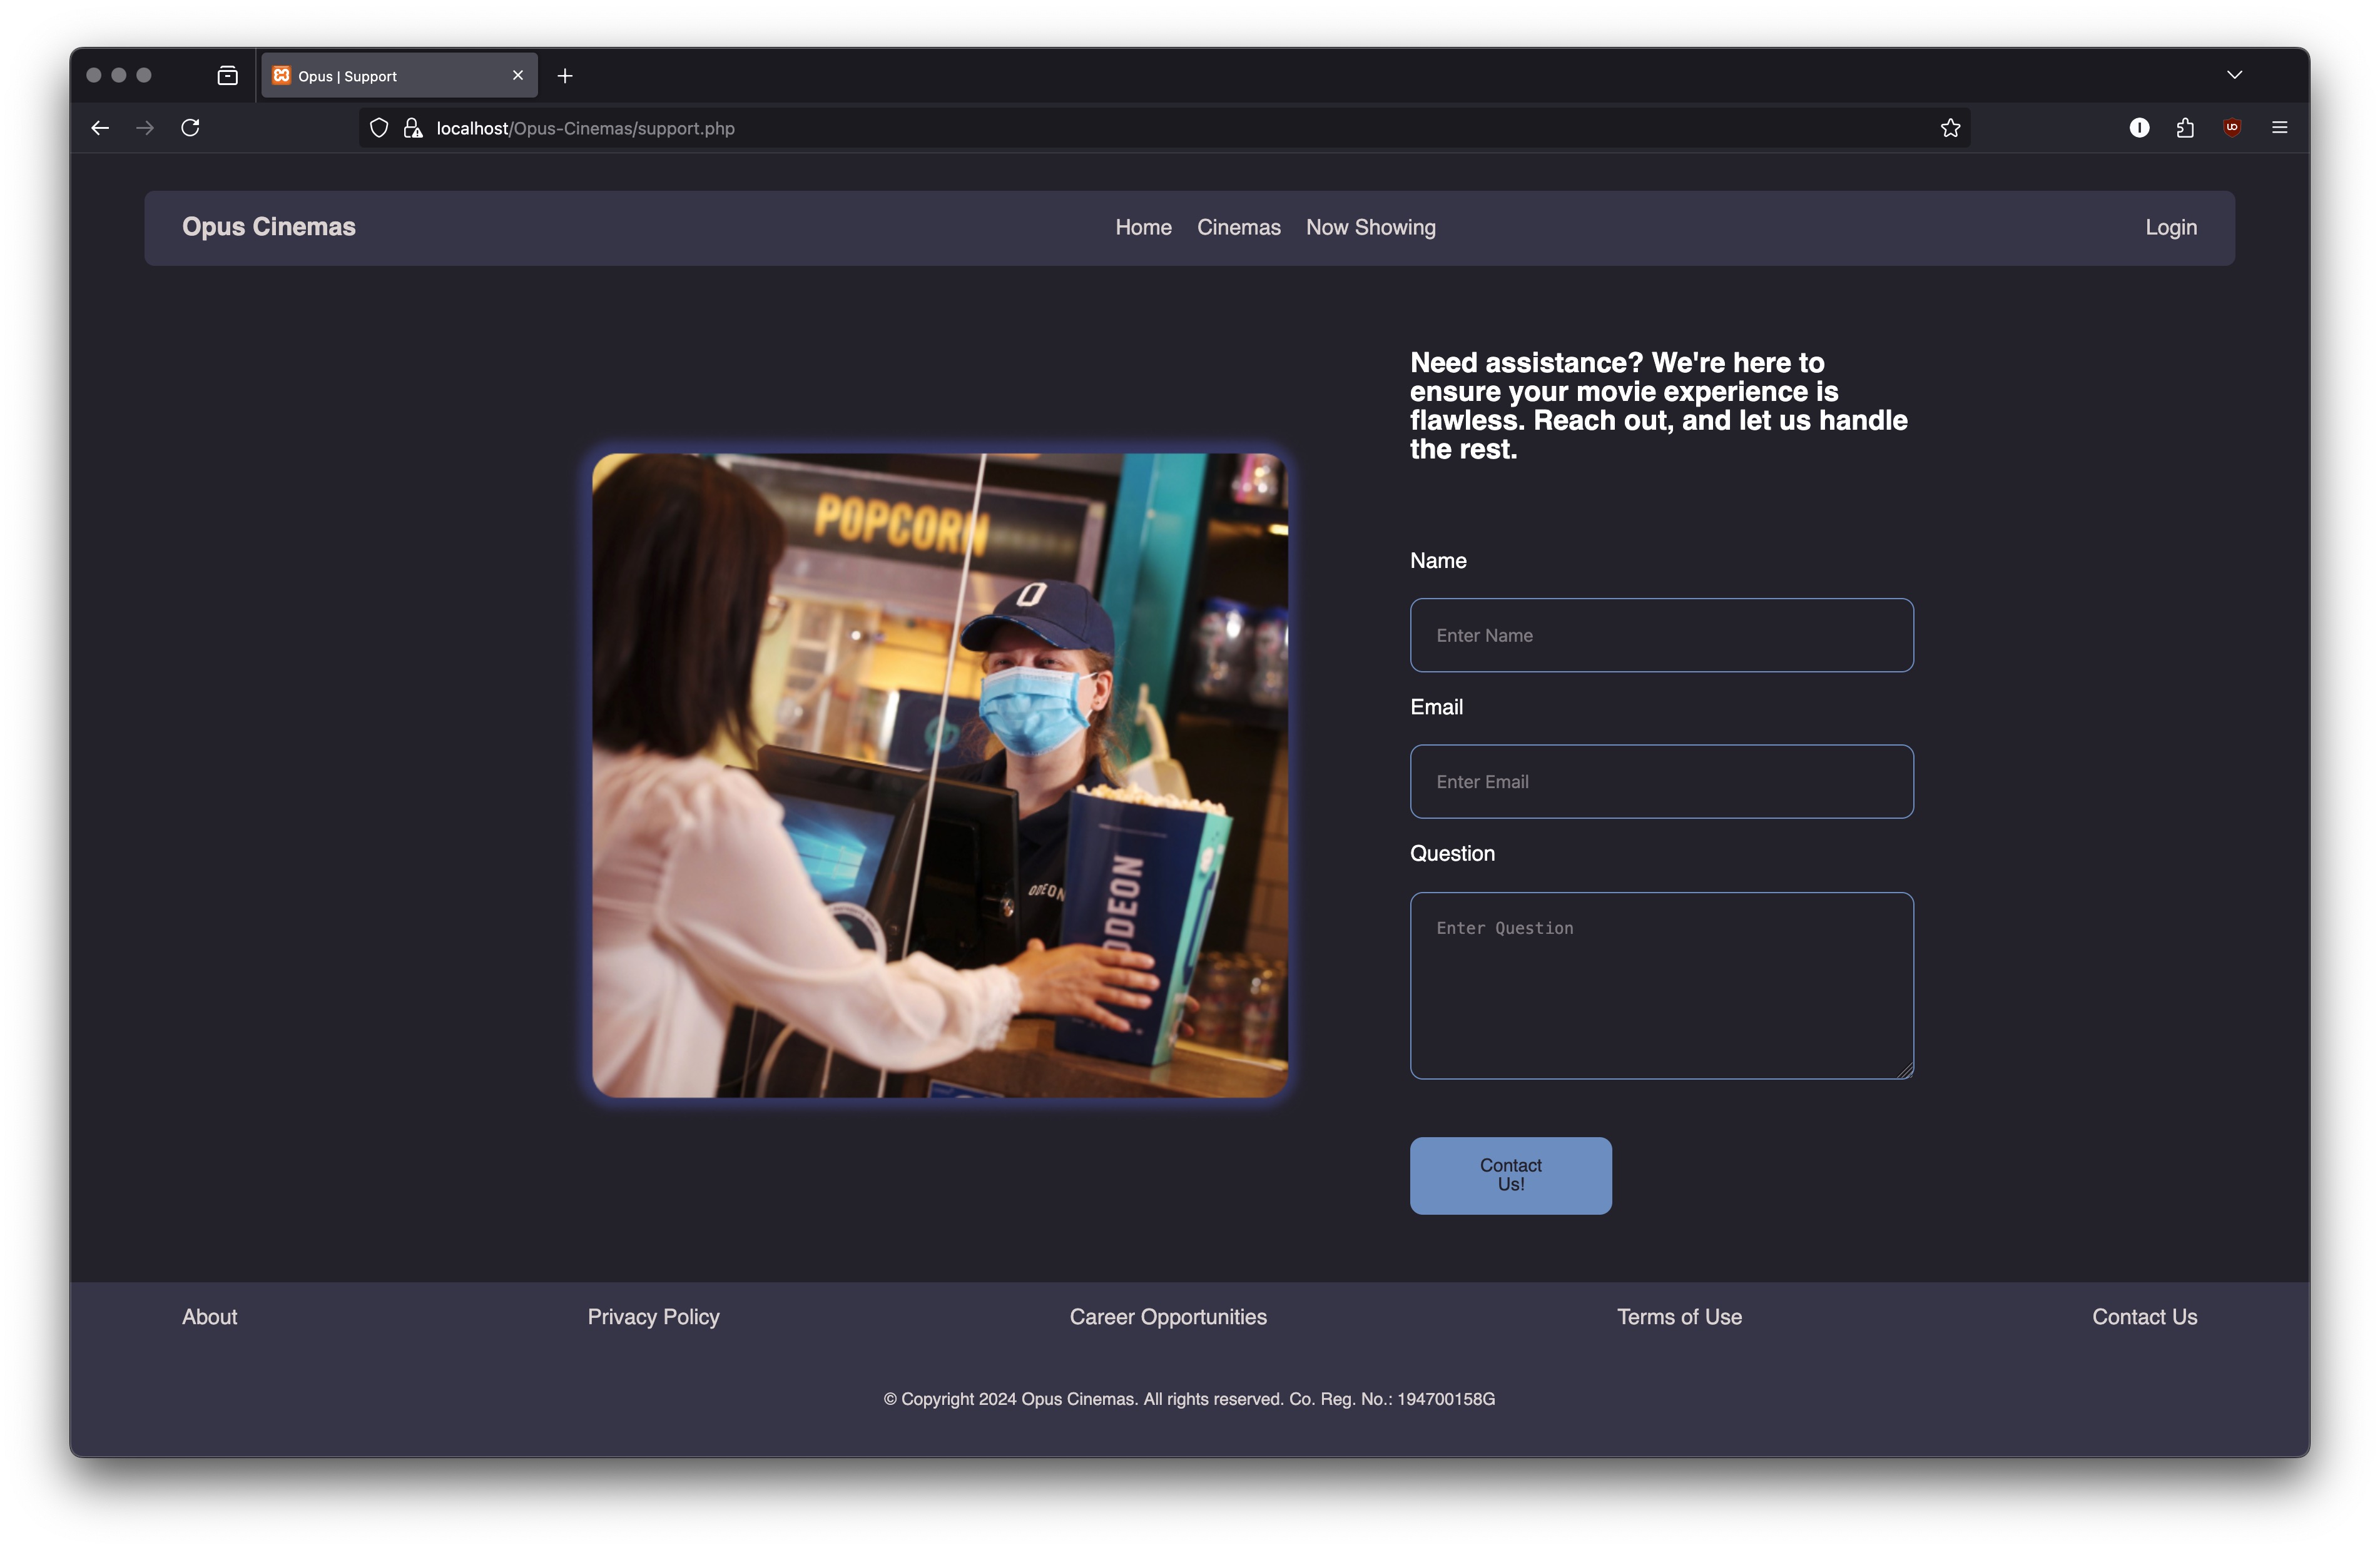 Opus | Support
localhost/Opus-Cinemas/support.php
Opus Cinemas
Home Cinemas Now Showing
Login
Need assistance? We're here to
ensure your movie experience is
flawless. Reach out, and let us handle
the rest.
POPCORN
O
ODEON
ODEON
Name
Enter Name
Email
Enter Email
Question
Enter Question
Contact
Us!
About
Privacy Policy
Career Opportunities
Terms of Use
Contact Us
© Copyright 2024 Opus Cinemas. All rights reserved. Co. Reg. No.: 194700158G